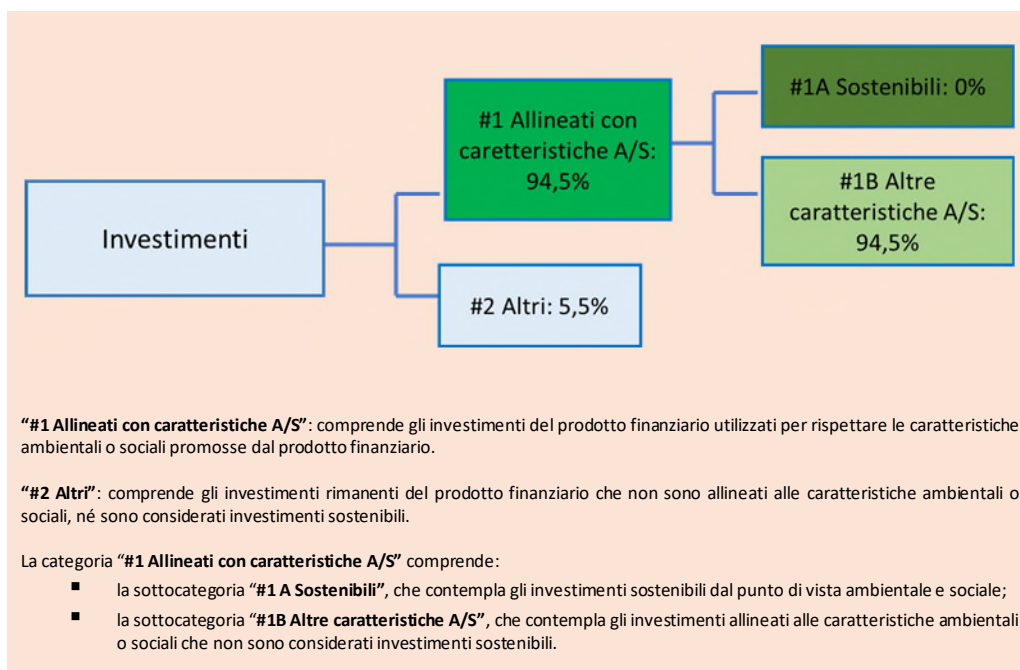 #1A Sostenibili: 0%
#1 Allineati con
caretteristiche A/S:
94,5%
#1B Altre
caratteristiche A/S:
94,5%
Investimenti
#2 Altri: 5,5%
“#1 Allineati con caratteristiche A/S”: comprende gli investimenti del prodotto finanziario utilizzati per rispettare le caratteristiche
ambientali o sociali promosse dal prodotto finanziario.
“#2 Altri”: comprende gli investimenti rimanenti del prodotto finanziario che non sono allineati alle caratteristiche ambientali o
sociali, né sono considerati investimenti sostenibili.
La categoria “#1 Allineati con caratteristiche A/S” comprende:
▪ la sottocategoria “#1 A Sostenibili”, che contempla gli investimenti sostenibili dal punto di vista ambientale e sociale;
▪ la sottocategoria “#1B Altre caratteristiche A/S”, che contempla gli investimenti allineati alle caratteristiche ambientali
o sociali che non sono considerati investimenti sostenibili.